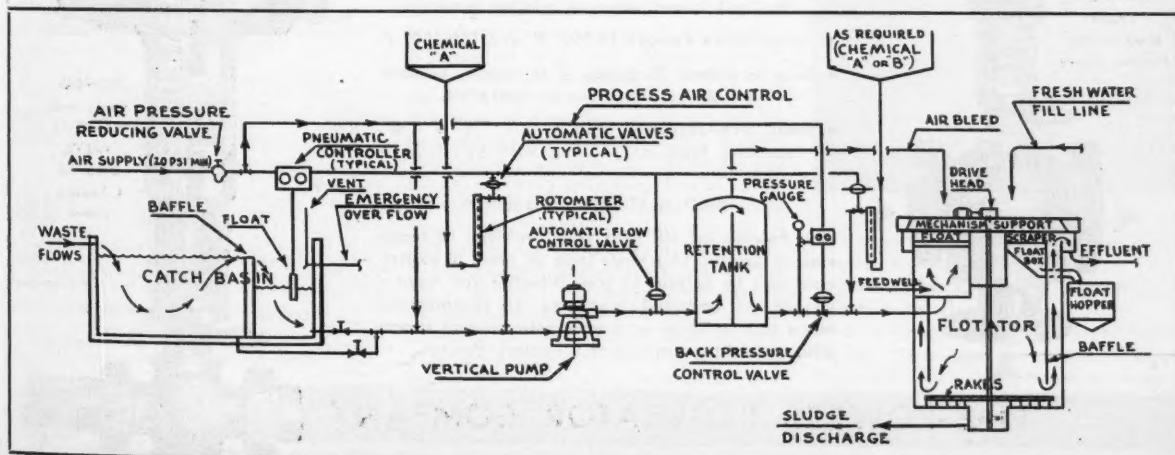 CHEMICAL
"A"
AS REQUIRED
(CHEMICAL
"A" OR "B")
AIR PRESSURE
REDUCING VALVE
AIR SUPPLY (20 PSI MIN)
PNEUMATIC
CONTROLLER
(TYPICAL)
VENT
EMERGENCY
OVER FLOW
PROCESS AIR CONTROL
AUTOMATIC VALVES
(TYPICAL)
AIR BLEED
FRESH WATER
FILL LINE
BAFFLE
FLOAT
WASTE
FLOWS
CATCH BASIN
ROTOMETER
(TYPICAL)
AUTOMATIC FLOW
CONTROL VALVE
PRESSURE
GAUGE
RETENTION
TANK
DRIVE
HEAD
MECHANISM SUPPORT
FLOAT
SCRAPER
FLOAT
BOX
EFFLUENT
FEEDWELL
FLOAT
HOPPER
FLOTATOR
VERTICAL PUMP
BACK PRESSURE
CONTROL VALVE
BAFFLE
RAKES
SLUDGE
DISCHARGE